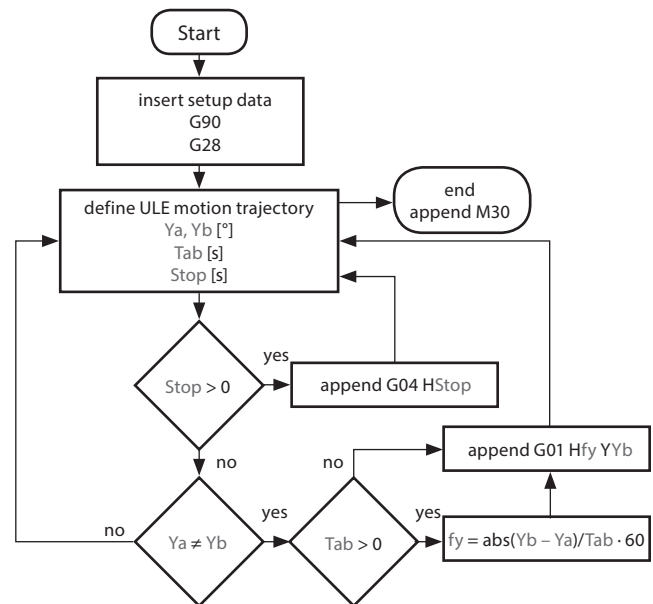 Start
insert setup data
G90
G28
define ULE motion trajectory
Ya, Yb [°]
Tab [s]
Stop [s]
end
append M30
Stop > 0
yes
append G04 HStop
no
Ya ≠ Yb
no
yes
Tab > 0
no
yes
append G01 Hfy YYb
fy = abs(Yb – Ya)/Tab · 60